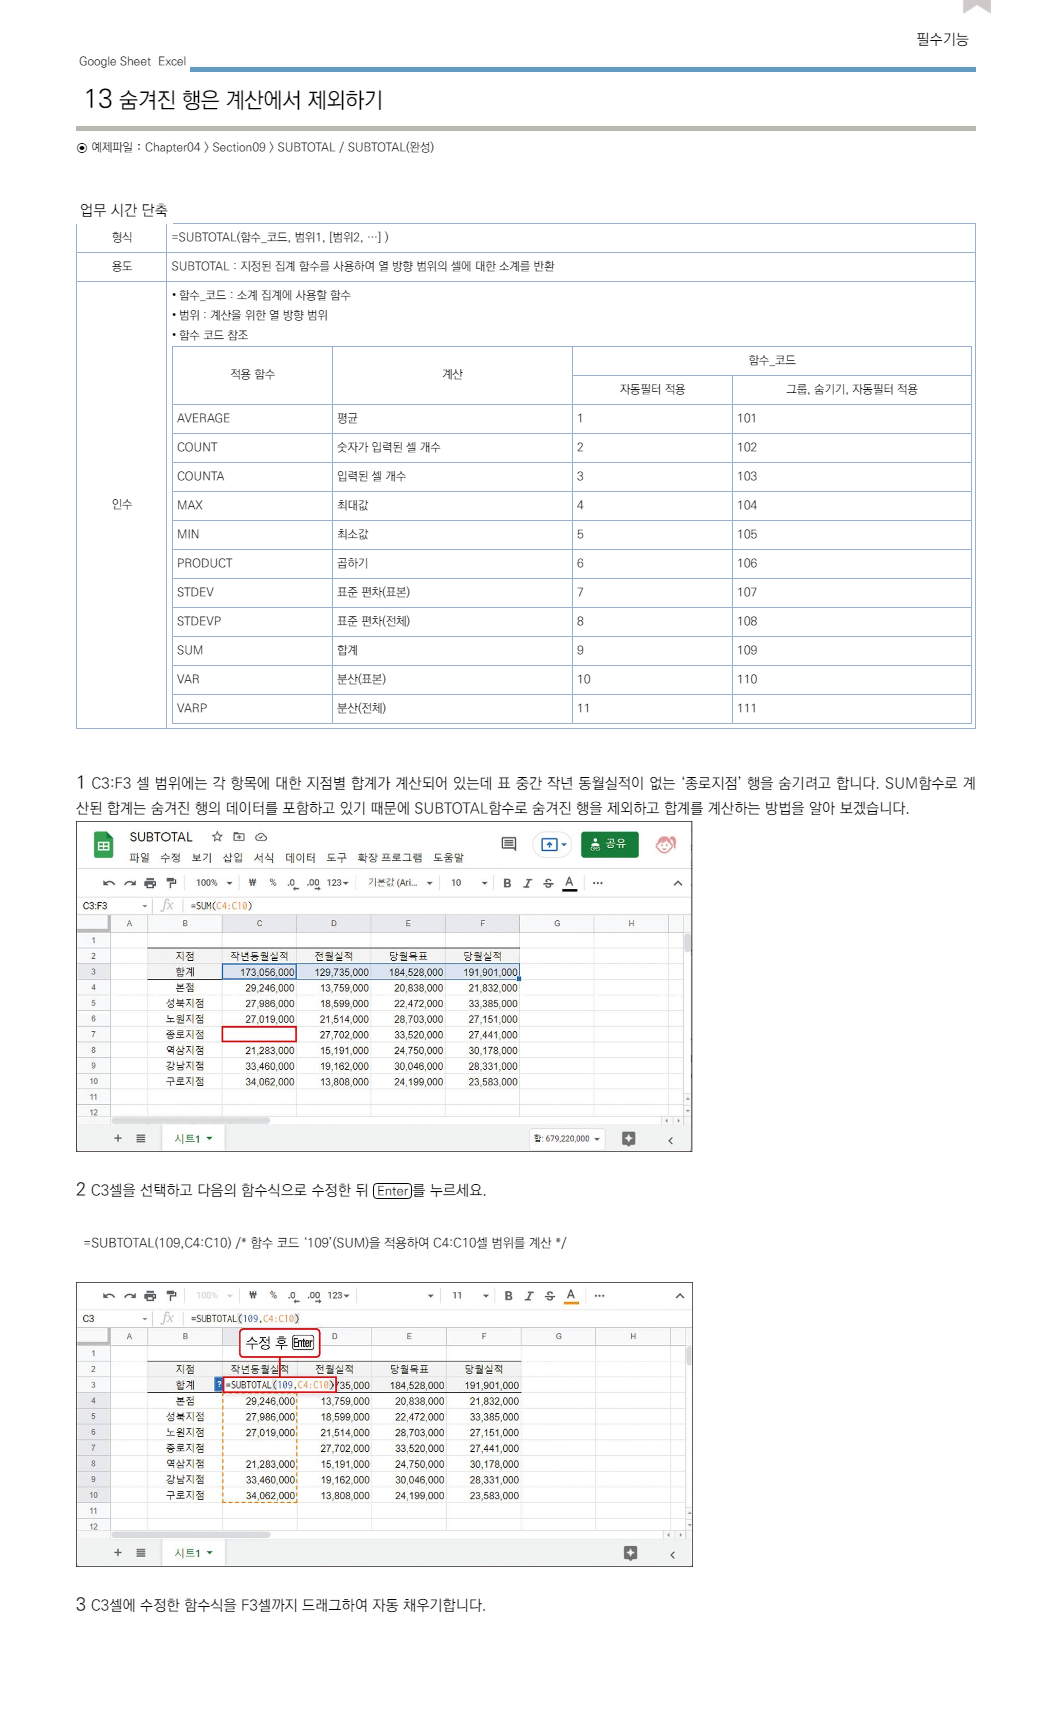 필수기능
Google Sheet Excel
13 숨겨진 행은 계산에서 제외하기
⦿ 예제파일 : Chapter04 〉 Section09 〉 SUBTOTAL / SUBTOTAL(완성)
업무 시간 단축
형식 =SUBTOTAL(함수_코드, 범위1, [범위2, …] )
용도 SUBTOTAL : 지정된 집계 함수를 사용하여 열 방향 범위의 셀에 대한 소계를 반환
인수
• 함수_코드 : 소계 집계에 사용할 함수
• 범위 : 계산을 위한 열 방향 범위
• 함수 코드 참조
적용 함수 계산 함수_코드
자동필터 적용 그룹, 숨기기, 자동필터 적용
AVERAGE 평균 1 101
COUNT 숫자가 입력된 셀 개수 2 102
COUNTA 입력된 셀 개수 3 103
MAX 최대값 4 104
MIN 최소값 5 105
PRODUCT 곱하기 6 106
STDEV 표준 편차(표본) 7 107
STDEVP 표준 편차(전체) 8 108
SUM 합계 9 109
VAR 분산(표본) 10 110
VARP 분산(전체) 11 111
1 C3:F3 셀 범위에는 각 항목에 대한 지점별 합계가 계산되어 있는데 표 중간 작년 동월실적이 없는 ‘종로지점’ 행을 숨기려고 합니다. SUM함수로 계
산된 합계는 숨겨진 행의 데이터를 포함하고 있기 때문에 SUBTOTAL함수로 숨겨진 행을 제외하고 합계를 계산하는 방법을 알아 보겠습니다.
SUBTOTAL
파일 수정 보기 삽입 서식 데이터 도구 확장 프로그램 도움말
공유
100% ₩ % .0 .00 123 기본값 (Ari... 10 B I S A ...
C3:F3 fx =SUM(C4:C10)
A B C D E F G H
1
2 지점 작년동월실적 전월실적 당월목표 당월실적
3 합계 173,056,000 129,735,000 184,528,000 191,901,000
4 본점 29,246,000 13,759,000 20,838,000 21,832,000
5 성북지점 27,986,000 18,599,000 22,472,000 33,385,000
6 노원지점 27,019,000 21,514,000 28,703,000 27,151,000
7 종로지점 27,702,000 33,520,000 27,441,000
8 역삼지점 21,283,000 15,191,000 24,750,000 30,178,000
9 강남지점 33,460,000 19,162,000 30,046,000 28,331,000
10 구로지점 34,062,000 13,808,000 24,199,000 23,583,000
11
12
시트1 합: 679,220,000
2 C3셀을 선택하고 다음의 함수식으로 수정한 뒤 Enter를 누르세요.
=SUBTOTAL(109,C4:C10) /* 함수 코드 ‘109’(SUM)을 적용하여 C4:C10셀 범위를 계산 */
100% ₩ % .0 .00 123 11 B I S A ...
C3 fx =SUBTOTAL(109,C4:C10)
수정 후 Enter
A B D E F G H
1
2 지점 작년동월실적 전월실적 당월목표 당월실적
3 합계 ? =SUBTOTAL(109,C4:C10) 735,000 184,528,000 191,901,000
4 본점 29,246,000 13,759,000 20,838,000 21,832,000
5 성북지점 27,986,000 18,599,000 22,472,000 33,385,000
6 노원지점 27,019,000 21,514,000 28,703,000 27,151,000
7 종로지점 27,702,000 33,520,000 27,441,000
8 역삼지점 21,283,000 15,191,000 24,750,000 30,178,000
9 강남지점 33,460,000 19,162,000 30,046,000 28,331,000
10 구로지점 34,062,000 13,808,000 24,199,000 23,583,000
11
12
시트1
3 C3셀에 수정한 함수식을 F3셀까지 드래그하여 자동 채우기합니다.